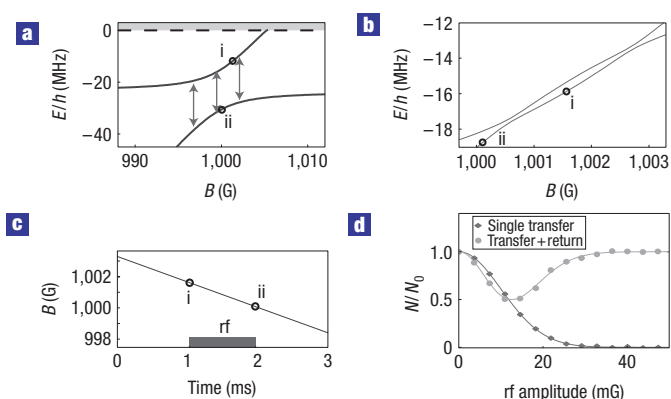 a
E/h (MHz)
0
−20
−40
i
ii
990
1,000
1,010
B (G)
b
E/h (MHz)
−12
−14
−16
−18
i
ii
1,000
1,001
1,002
1,003
B (G)
c
B (G)
1,002
1,000
998
i
ii
rf
0
1
2
3
Time (ms)
d
Single transfer
Transfer+return
N/N0
1.0
0.5
0
0
20
40
rf amplitude (mG)